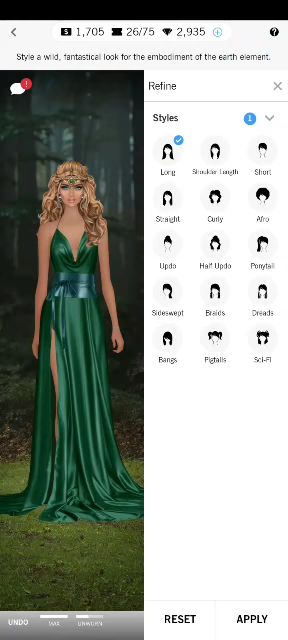 1,705 26/75 2,935
Style a wild, fantastical look for the embodiment of the earth element.
Refine
Styles 1
Long Shoulder Length Short
Straight Curly Afro
Updo Half Updo Ponytail
Sideswept Braids Dreads
Bangs Pigtails Sci-Fi
UNDO MAX UNWORN
RESET APPLY